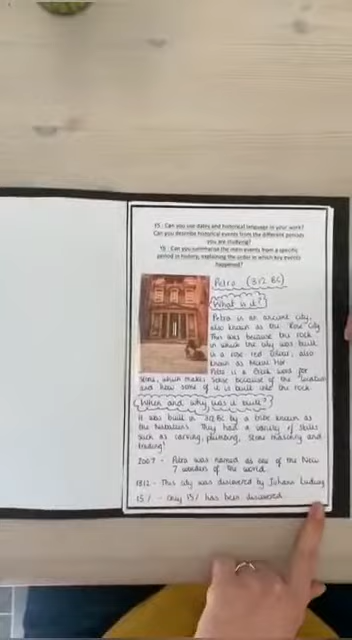 Y5 : Can you use dates and historical language in your work?
Can you describe historical events from the different periods
you are studying?
Y6 : Can you summarise the main events from a specific
period in history, explaining the order in which key events
happened?
Petra (312 BC)
What is it?
Petra is an ancient city,
also known as the 'Rose' City
This was because the rock
in which the city was built
is a rose red colour, also
known as
Petra is a Greek word for
stone, which makes sense because of the location
and how some of it is built into the rock
When and why was it built?
It was built in 312 BC by a tribe known as
the Nabateans. They had a variety of skills
such as carving, plumbing, stone masonry and
trading!
2007 - Petra was named as one of the New
7 wonders of the world.
1812 - This city was discovered by Johann Ludwig
15% - Only 15% has been discovered